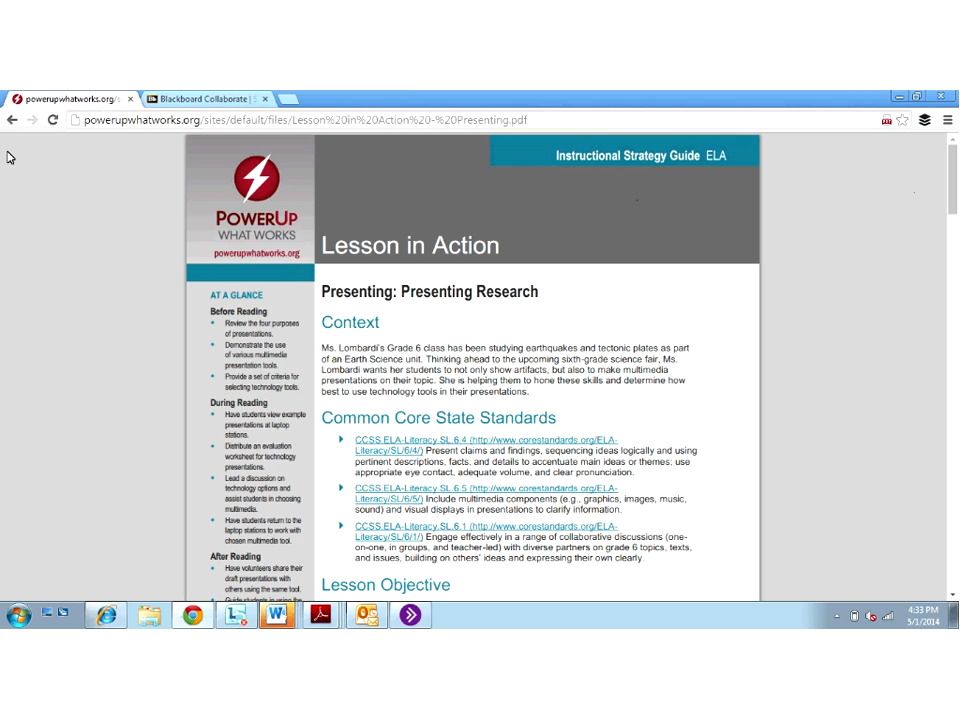 powerupwhatworks.org/s
Blackboard Collaborate | S
powerupwhatworks.org/sites/default/files/Lesson%20in%20Action%20-%20Presenting.pdf
Instructional Strategy Guide ELA
POWERUP
WHAT WORKS
powerupwhatworks.org
Lesson in Action
AT A GLANCE
Before Reading
• Review the four purposes
of presentations.
• Demonstrate the use
of various multimedia
presentation tools.
• Provide a set of criteria for
selecting technology tools.
During Reading
• Have students view example
presentations at laptop
stations.
• Distribute an evaluation
worksheet for technology
presentations.
• Lead a discussion on
technology options and
assist students in choosing
multimedia.
• Have students return to the
laptop stations to work with
chosen multimedia tool.
After Reading
• Have volunteers share their
draft presentations with
others using the same tool.
• Guide students in using the
Presenting: Presenting Research
Context
Ms. Lombardi's Grade 6 class has been studying earthquakes and tectonic plates as part
of an Earth Science unit. Thinking ahead to the upcoming sixth-grade science fair, Ms.
Lombardi wants her students to not only show artifacts, but also to make multimedia
presentations on their topic. She is helping them to hone these skills and determine how
best to use technology tools in their presentations.
Common Core State Standards
CCSS.ELA-Literacy.SL.6.4 (http://www.corestandards.org/ELA-
Literacy/SL/6/4/) Present claims and findings, sequencing ideas logically and using
pertinent descriptions, facts, and details to accentuate main ideas or themes; use
appropriate eye contact, adequate volume, and clear pronunciation.
CCSS.ELA-Literacy.SL.6.5 (http://www.corestandards.org/ELA-
Literacy/SL/6/5/) Include multimedia components (e.g., graphics, images, music,
sound) and visual displays in presentations to clarify information.
CCSS.ELA-Literacy.SL.6.1 (http://www.corestandards.org/ELA-
Literacy/SL/6/1/) Engage effectively in a range of collaborative discussions (one-
on-one, in groups, and teacher-led) with diverse partners on grade 6 topics, texts,
and issues, building on others' ideas and expressing their own clearly.
Lesson Objective
4:33 PM
5/1/2014